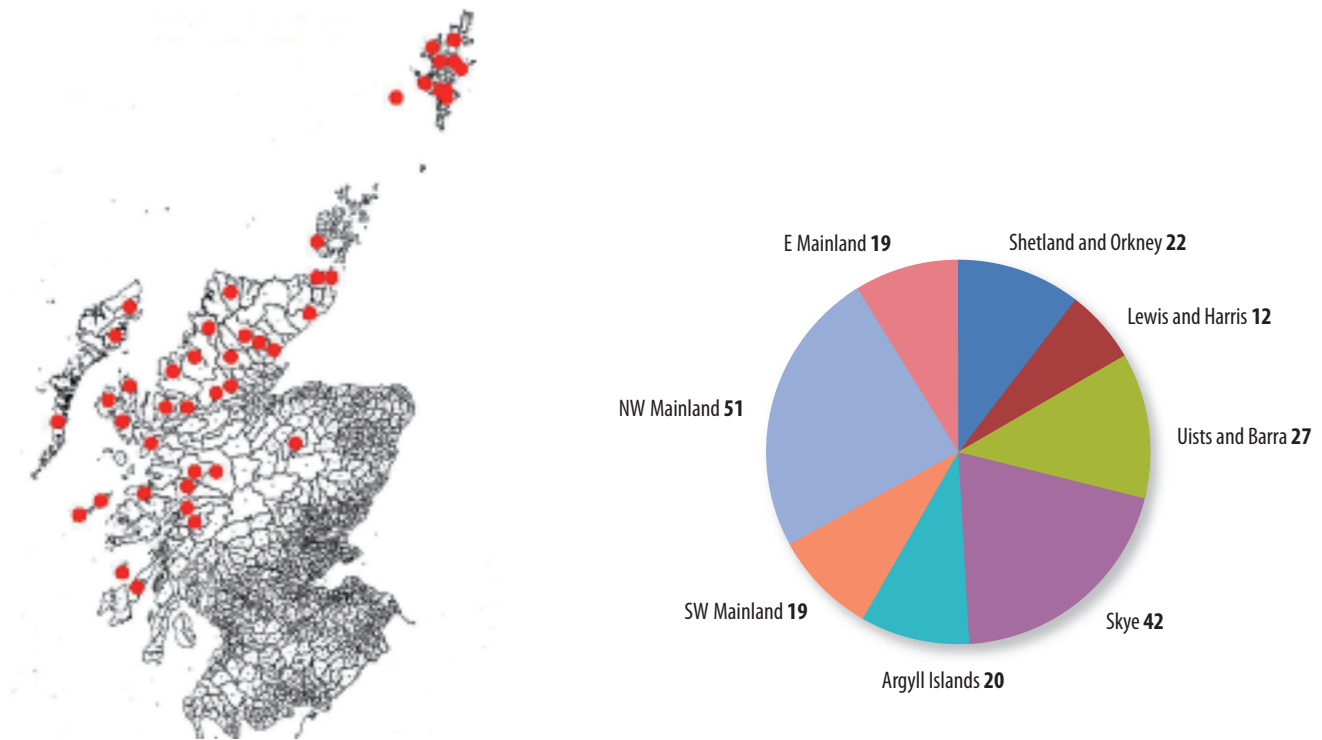 E Mainland 19
Shetland and Orkney 22
Lewis and Harris 12
NW Mainland 51
Uists and Barra 27
SW Mainland 19
Skye 42
Argyll Islands 20